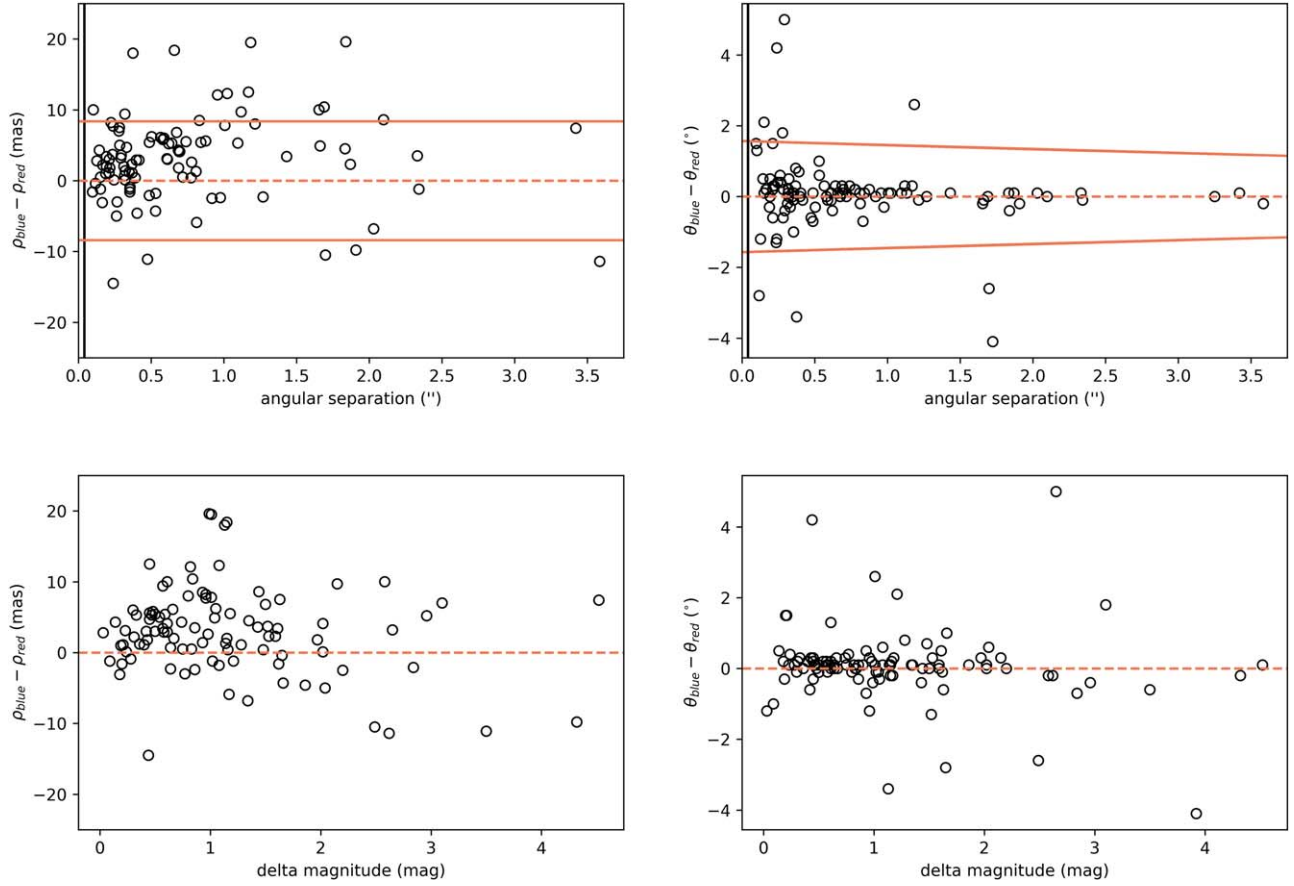 20
10
0
−10
−20
ρblue − ρred (mas)
0.0 0.5 1.0 1.5 2.0 2.5 3.0 3.5
angular separation ('')
4
2
0
−2
−4
θblue − θred (°)
0.0 0.5 1.0 1.5 2.0 2.5 3.0 3.5
angular separation ('')
20
10
0
−10
−20
ρblue − ρred (mas)
0 1 2 3 4
delta magnitude (mag)
4
2
0
−2
−4
θblue − θred (°)
0 1 2 3 4
delta magnitude (mag)